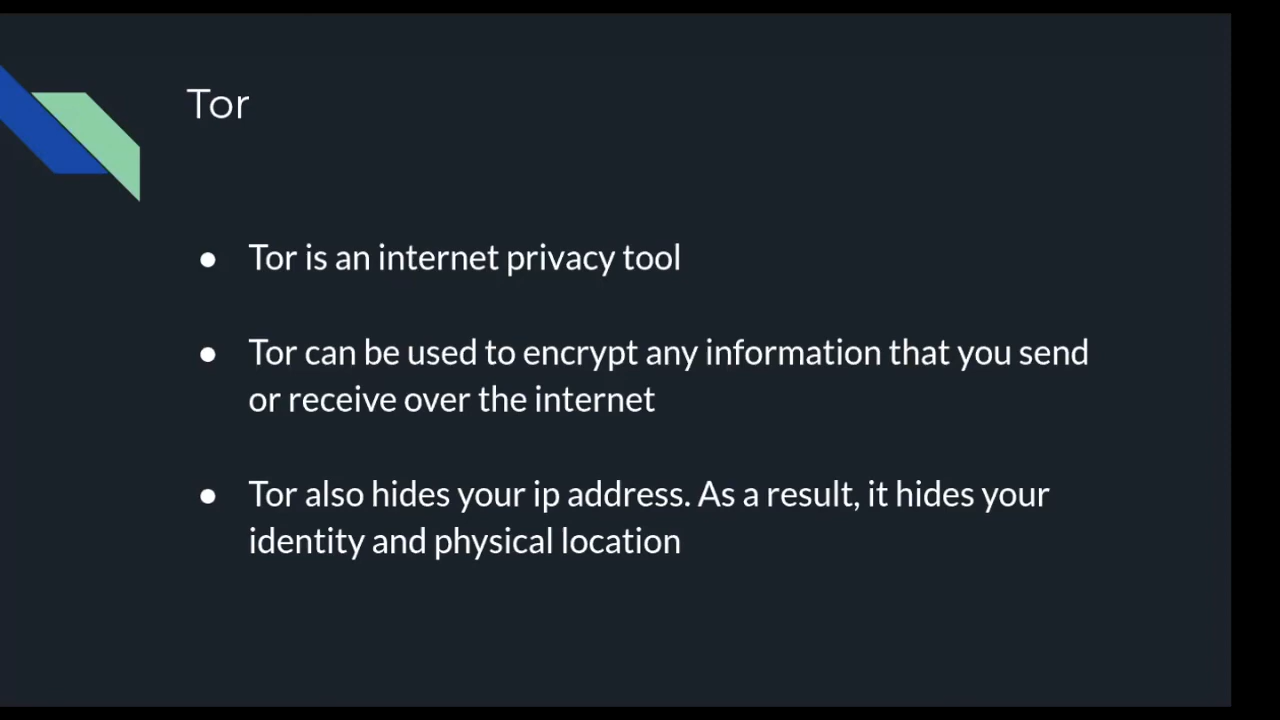 Tor
● Tor is an internet privacy tool
● Tor can be used to encrypt any information that you send
or receive over the internet
● Tor also hides your ip address. As a result, it hides your
identity and physical location